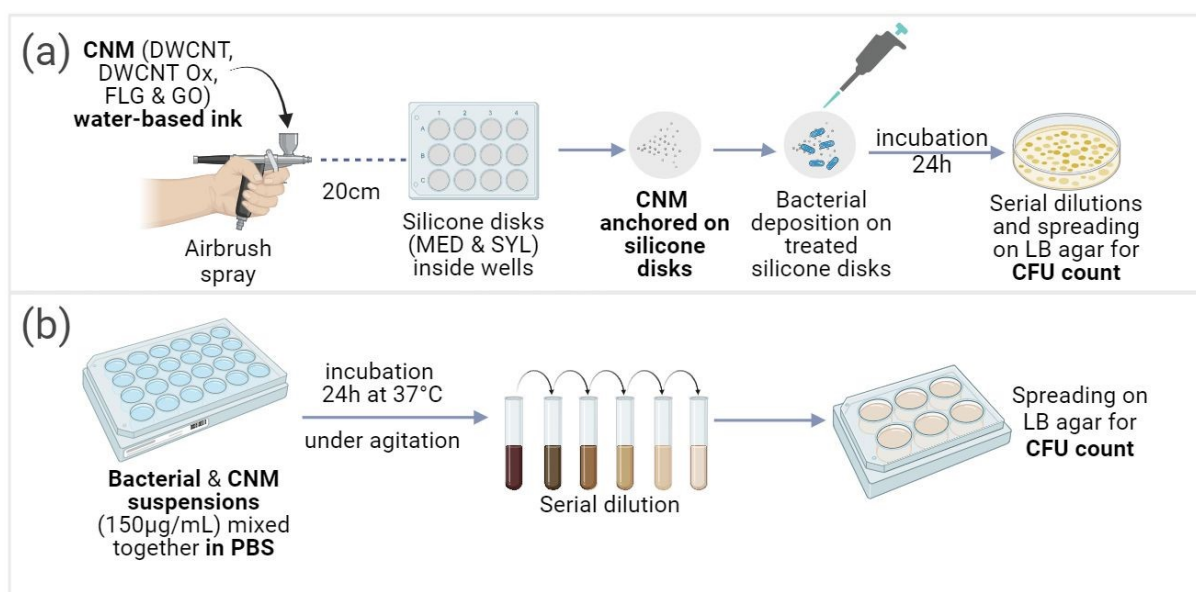 (a)
CNM (DWCNT,
DWCNT Ox,
FLG & GO)
water-based ink
Airbrush
spray
20cm
1 2 3 4
A
B
C
Silicone disks
(MED & SYL)
inside wells
CNM
anchored on
silicone
disks
Bacterial
deposition on
treated
silicone disks
incubation
24h
Serial dilutions
and spreading
on LB agar for
CFU count
(b)
Bacterial & CNM
suspensions
(150µg/mL) mixed
together in PBS
incubation
24h at 37°C
under agitation
Serial dilution
Spreading on
LB agar for
CFU count